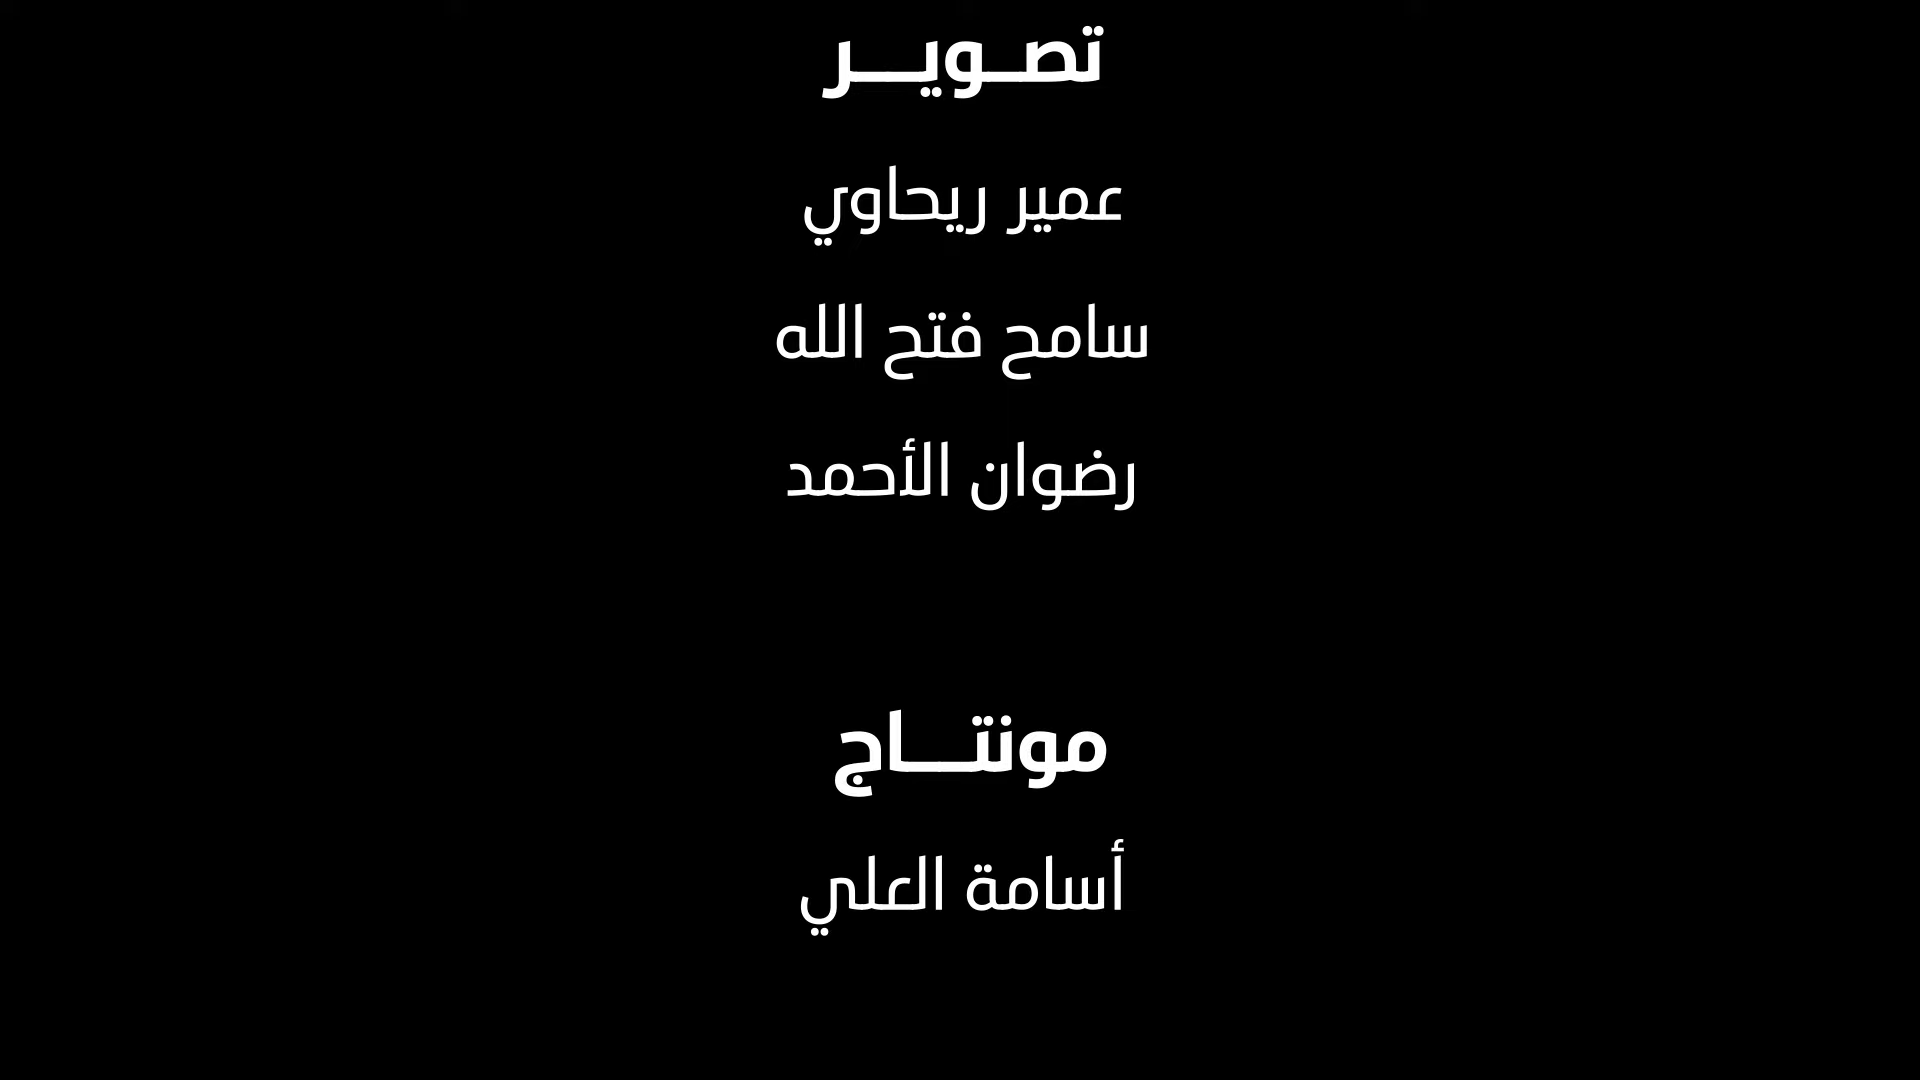 تصـويـــر
عمير ريحاوي
سامح فتح الله
رضوان الأحمد
مونتـــاج
أسامة العلي